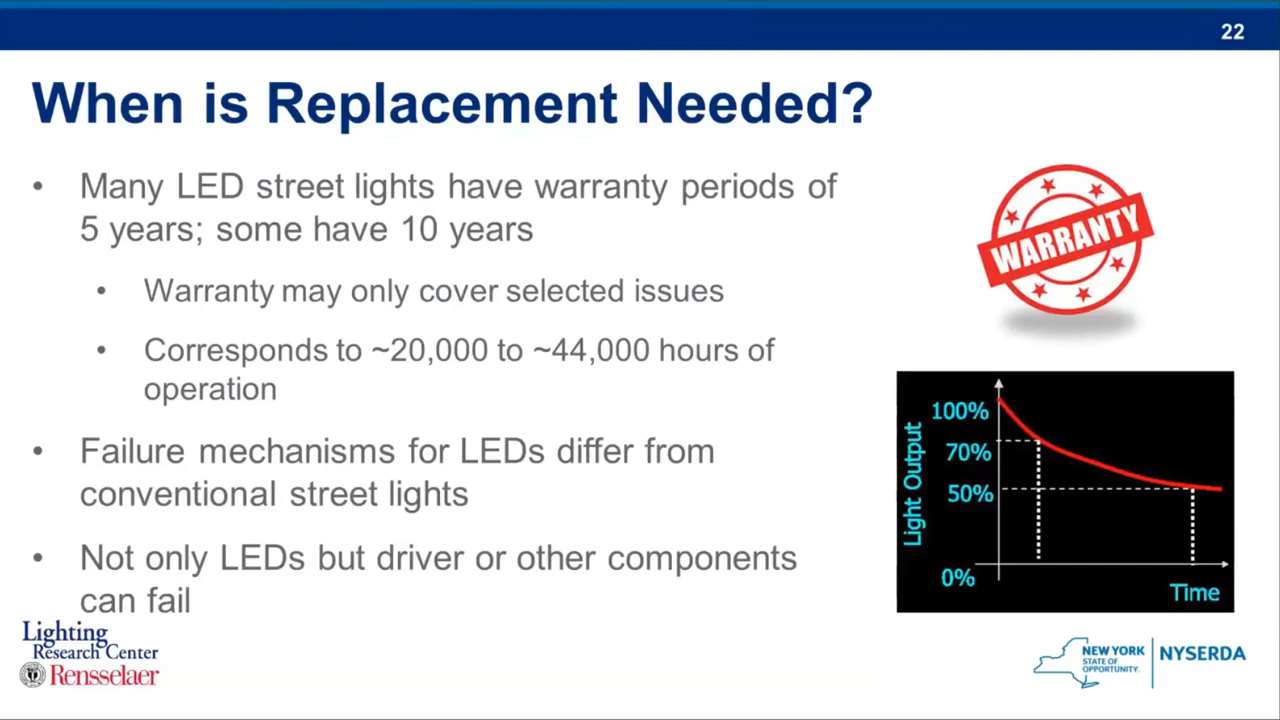 22
When is Replacement Needed?
• Many LED street lights have warranty periods of
5 years; some have 10 years
• Warranty may only cover selected issues
• Corresponds to ~20,000 to ~44,000 hours of
operation
• Failure mechanisms for LEDs differ from
conventional street lights
• Not only LEDs but driver or other components
can fail
WARRANTY
Light Output
100%
70%
50%
0%
Time
Lighting
Research Center
Rensselaer
NEW YORK
STATE OF
OPPORTUNITY.
NYSERDA